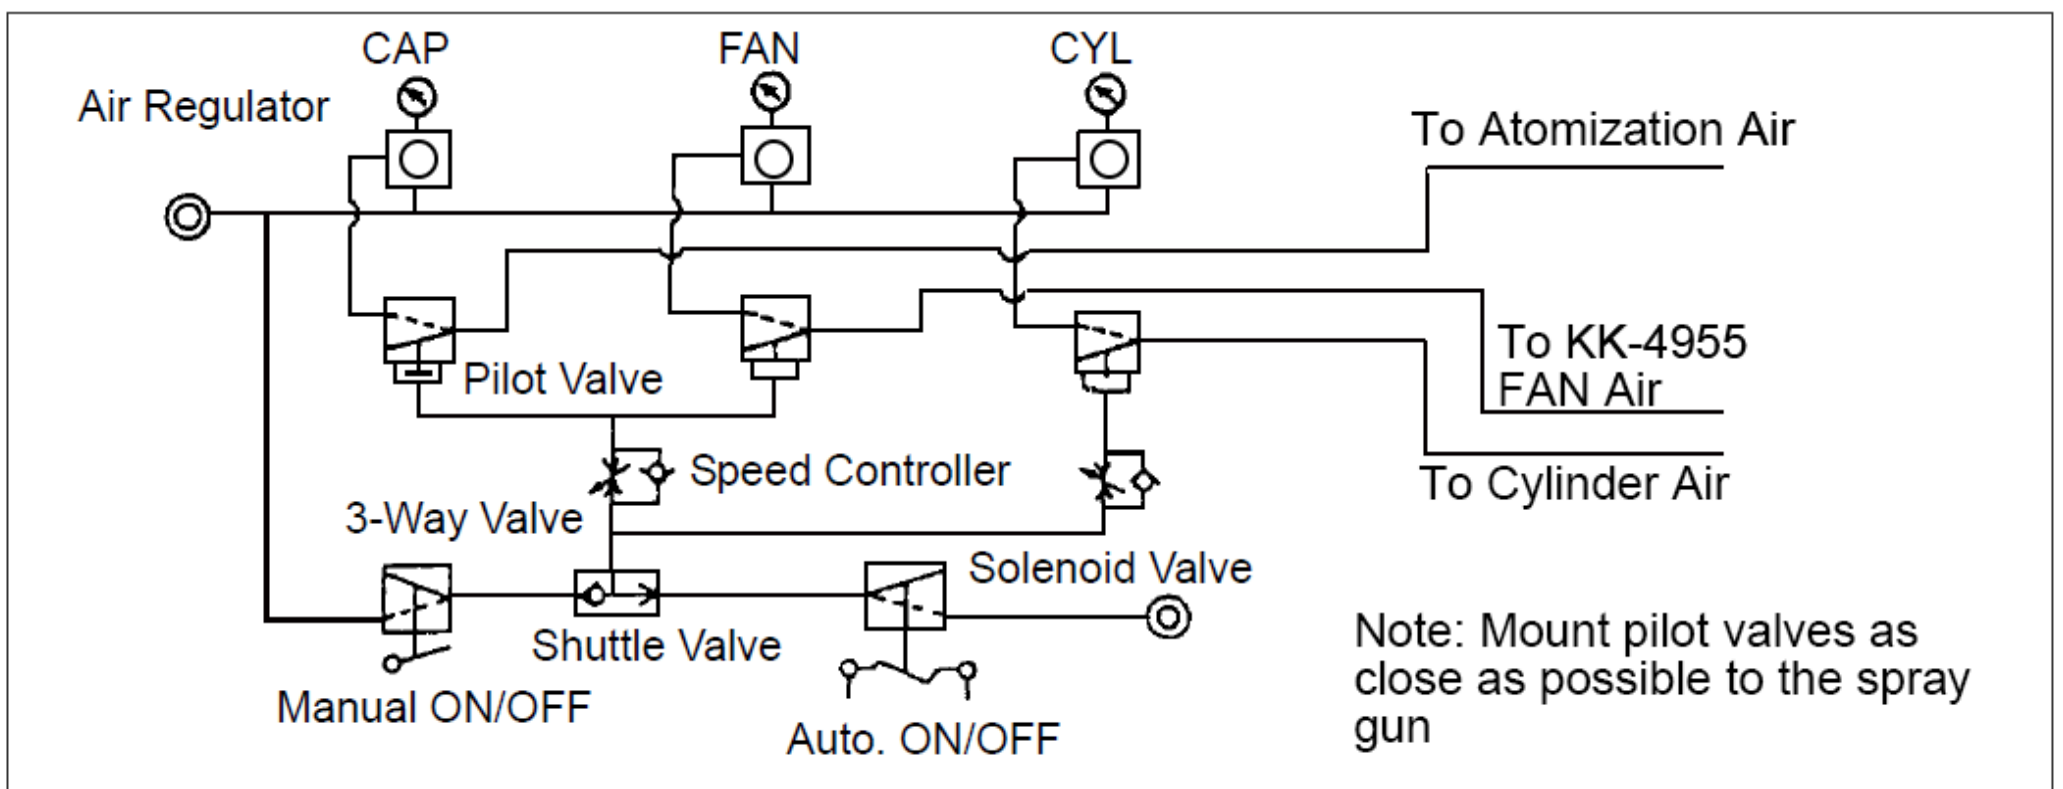 CAP
FAN
CYL
Air Regulator
To Atomization Air
To KK-4955
FAN Air
Pilot Valve
Speed Controller
To Cylinder Air
3-Way Valve
Solenoid Valve
Shuttle Valve
Manual ON/OFF
Auto. ON/OFF
Note: Mount pilot valves as
close as possible to the spray
gun